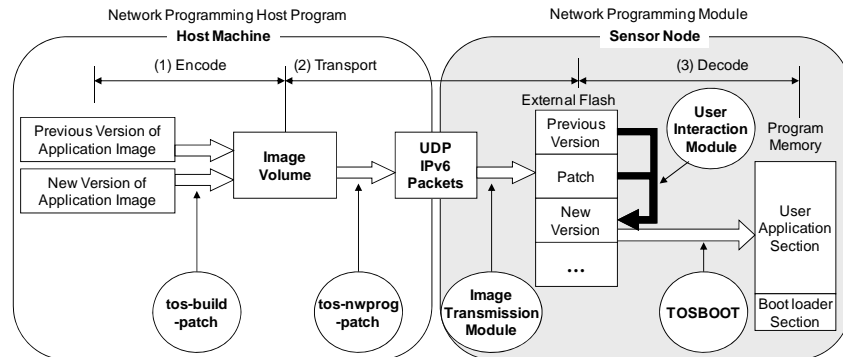 Network Programming Host Program
Network Programming Module
Host Machine
Sensor Node
(1) Encode
(2) Transport
(3) Decode
External Flash
Previous Version of
Application Image
New Version of
Application Image
Image
Volume
UDP
IPv6
Packets
Previous
Version
Patch
New
Version
...
User
Interaction
Module
Program
Memory
User
Application
Section
Boot loader
Section
tos-build
-patch
tos-nwprog
-patch
Image
Transmission
Module
TOSBOOT